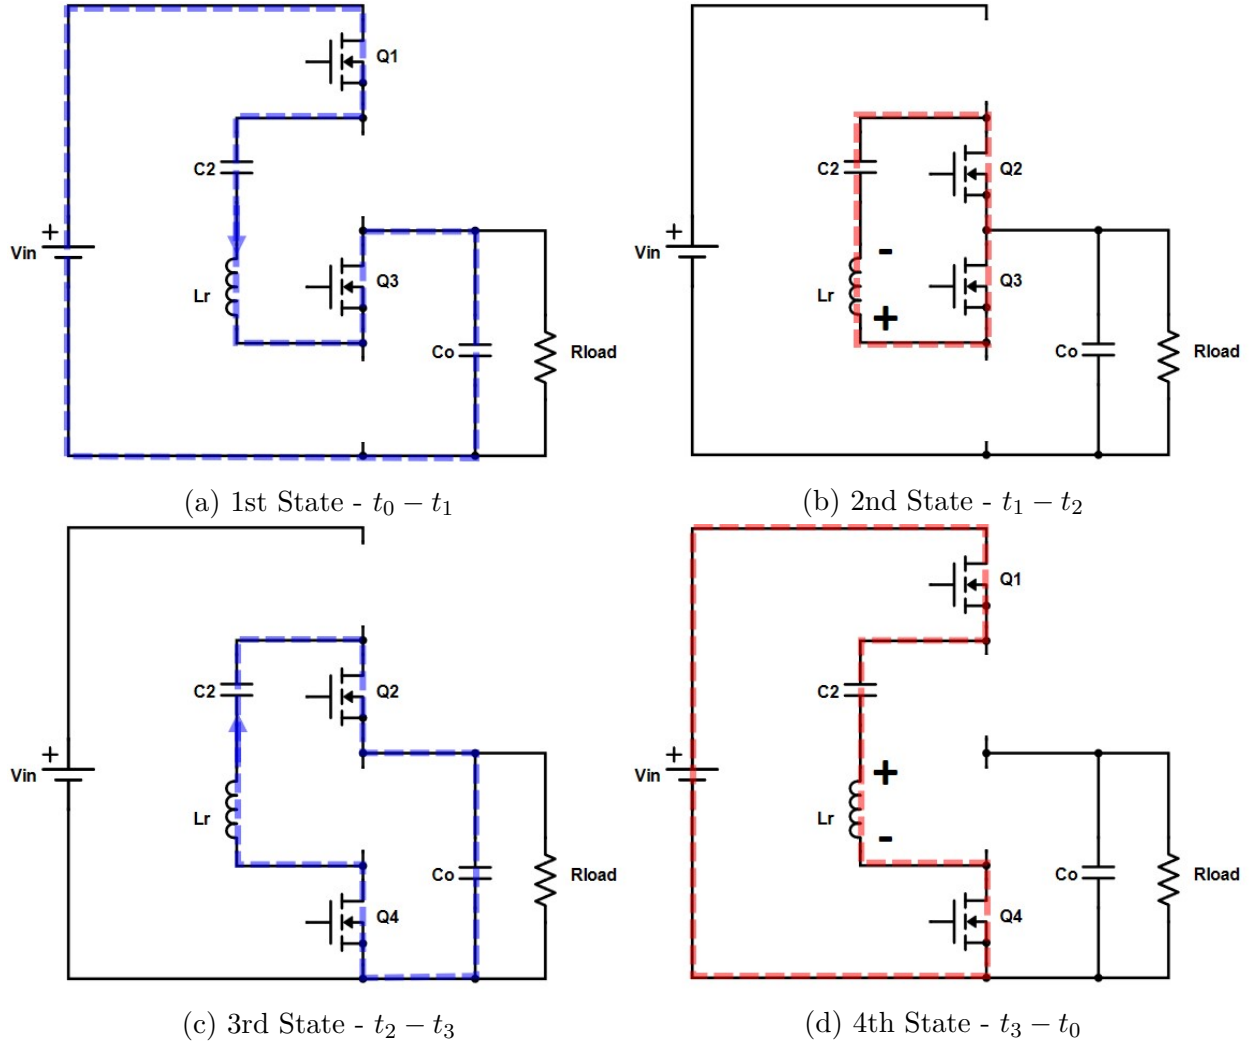 Q1
C2
+
Vin
Lr
Q3
Co
Rload
(a) 1st State - t₀ − t₁
Q2
C2
+
Vin
-
Lr
+
Q3
Co
Rload
(b) 2nd State - t₁ − t₂
C2
Q2
+
Vin
Lr
Co
Rload
Q4
(c) 3rd State - t₂ − t₃
Q1
C2
+
Vin
+
Lr
-
Co
Rload
Q4
(d) 4th State - t₃ − t₀